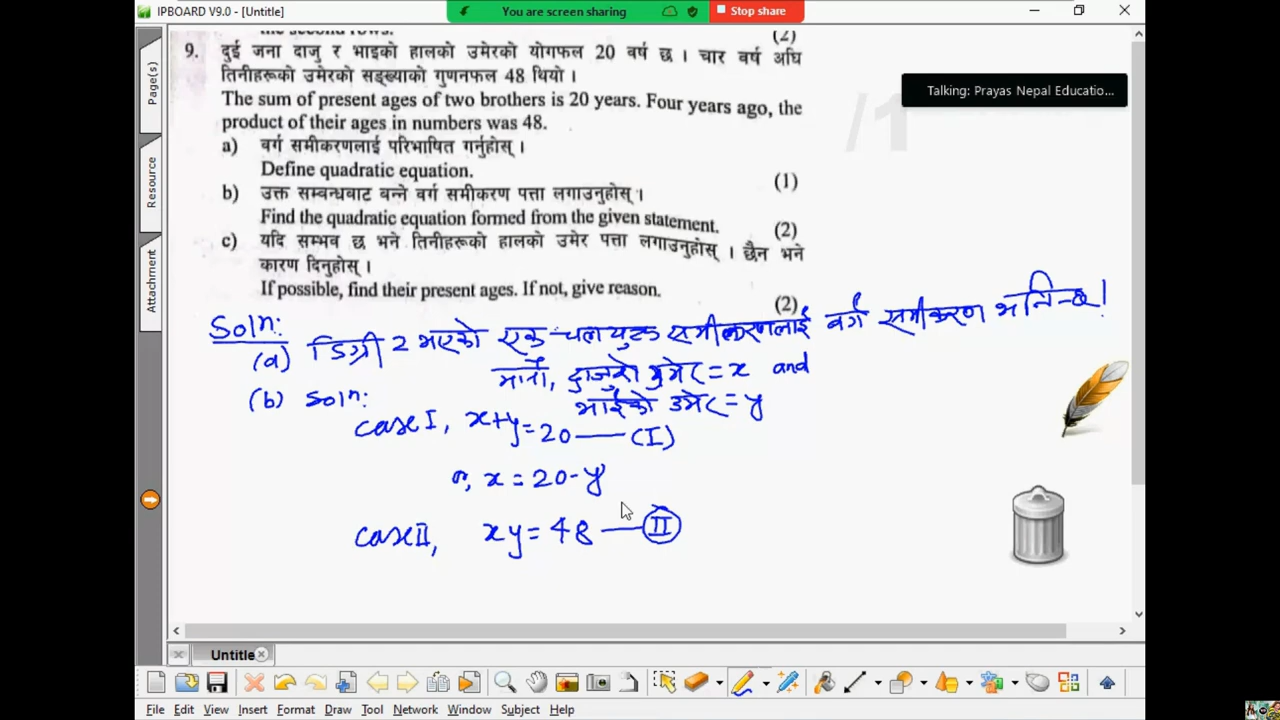 IPBOARD V9.0 - [Untitle]
You are screen sharing
Stop share
the second rows.
(2)
Talking: Prayas Nepal Educatio...
Page(s)
Resource
Attachment
9. दुई जना दाजु र भाइको हालको उमेरको योगफल 20 वर्ष छ । चार बर्ष अघि
तिनीहरूको उमेरको सङ्ख्याको गुणनफल 48 थियो ।
The sum of present ages of two brothers is 20 years. Four years ago, the
product of their ages in numbers was 48.
a) वर्ग समीकरणलाई परिभाषित गर्नुहोस् ।
Define quadratic equation.
(1)
b) उक्त सम्बन्धबाट बन्ने वर्ग समीकरण पत्ता लगाउनुहोस् ।
Find the quadratic equation formed from the given statement.
(2)
c) यदि सम्भव छ भने तिनीहरूको हालको उमेर पत्ता लगाउनुहोस् । छैन भने
कारण दिनुहोस् ।
If possible, find their present ages. If not, give reason.
(2)
Soln:
(a) डिग्री 2 भएको एक चलयुक्त समीकरणलाई वर्ग समीकरण भनिन्छ।
(b) Soln: मानौं, दाजुको उमेर = x and
भाईको उमेर = y
case I, x+y=20 — (I)
or, x = 20-y
case II, xy = 48 — II
Untitle
File Edit View Insert Format Draw Tool Network Window Subject Help